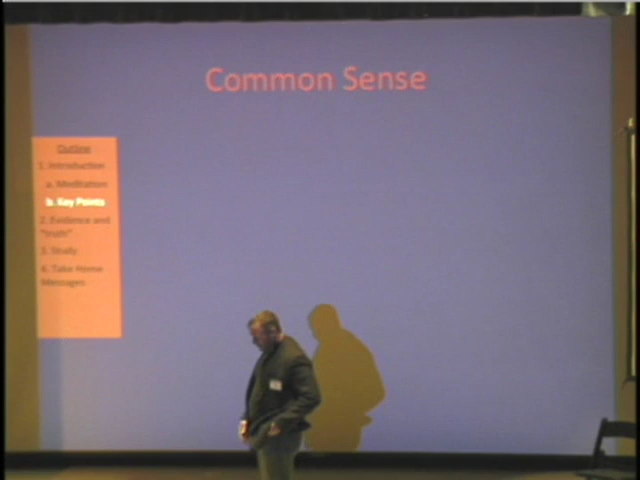 Common Sense
Outline
1. Introduction
a. Meditation
b. Key Points
2. Evidence and
"truth"
3. Study
4. Take Home
Messages